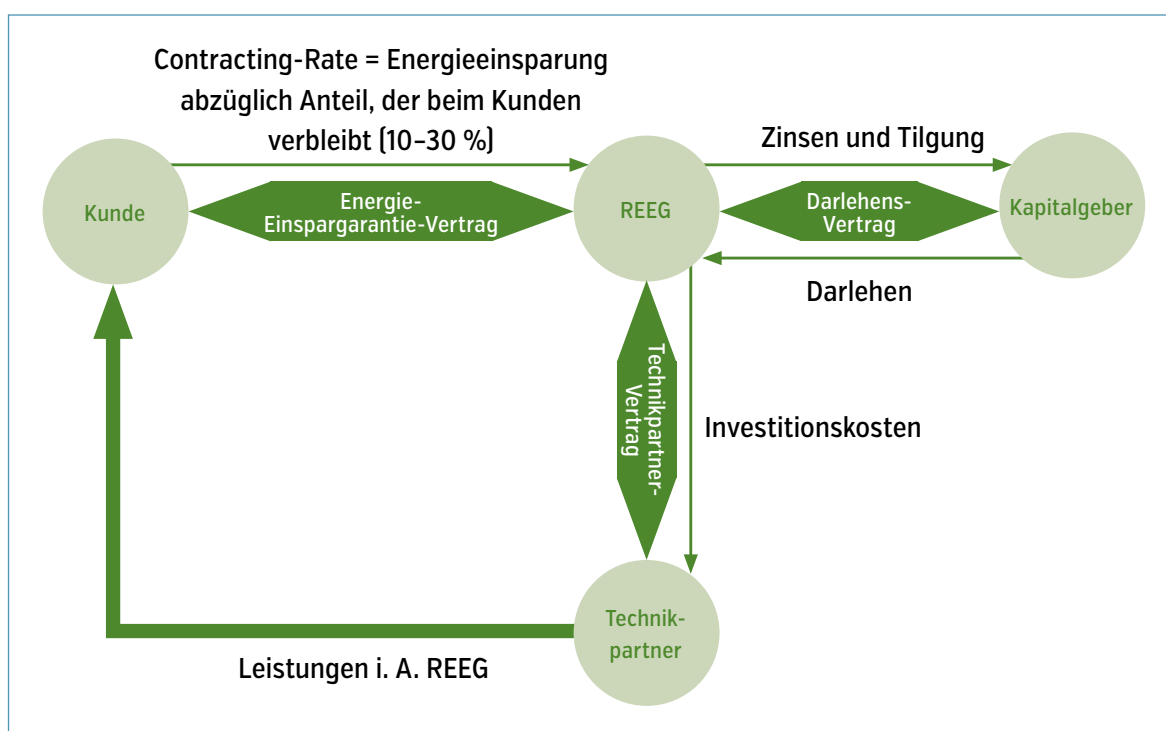 Contracting-Rate = Energieeinsparung
abzüglich Anteil, der beim Kunden
verbleibt (10–30 %)
Zinsen und Tilgung
Kunde
Energie-
Einspargarantie-Vertrag
REEG
Darlehens-
Vertrag
Kapitalgeber
Darlehen
Technikpartner-
Vertrag
Investitionskosten
Technik-
partner
Leistungen i. A. REEG